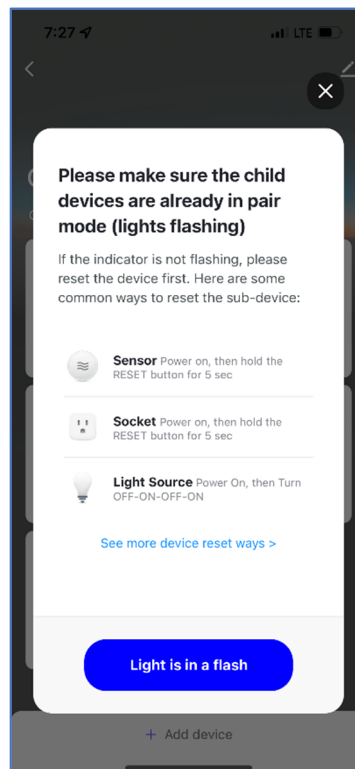 7:27
LTE
Please make sure the child
devices are already in pair
mode (lights flashing)
If the indicator is not flashing, please
reset the device first. Here are some
common ways to reset the sub-device:
Sensor Power on, then hold the
RESET button for 5 sec
Socket Power on, then hold the
RESET button for 5 sec
Light Source Power On, then Turn
OFF-ON-OFF-ON
See more device reset ways >
Light is in a flash
+ Add device